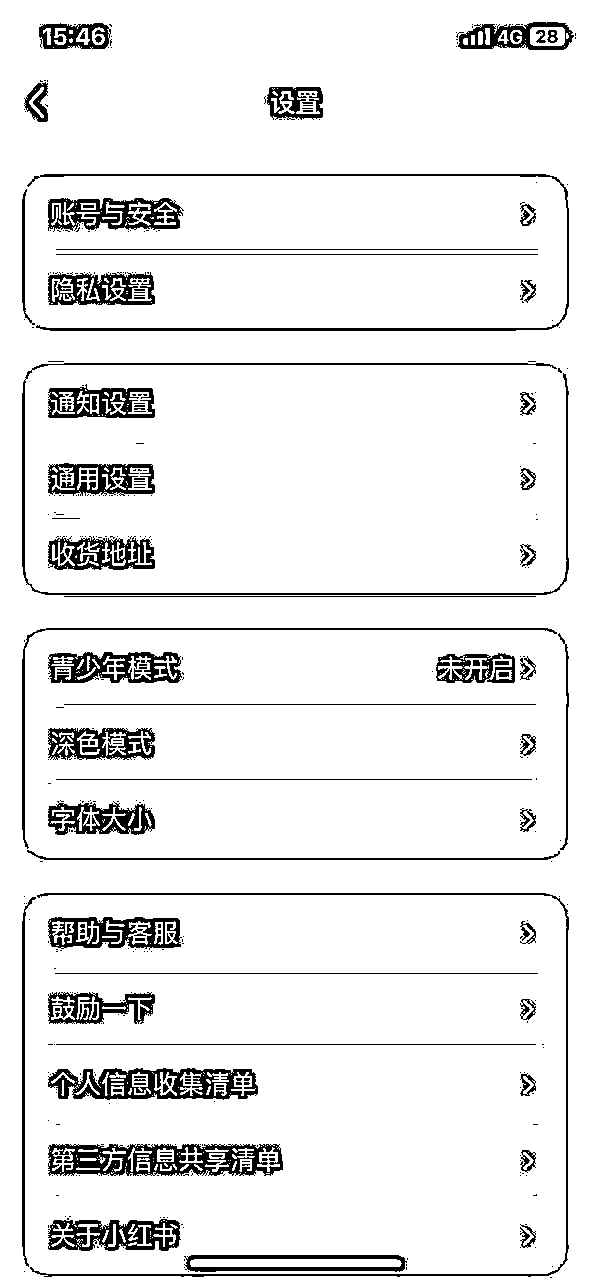 15:46 4G 28
设置
账号与安全
隐私设置
通知设置
通用设置
收货地址
青少年模式 未开启
深色模式
字体大小
帮助与客服
鼓励一下
个人信息收集清单
第三方信息共享清单
关于小红书